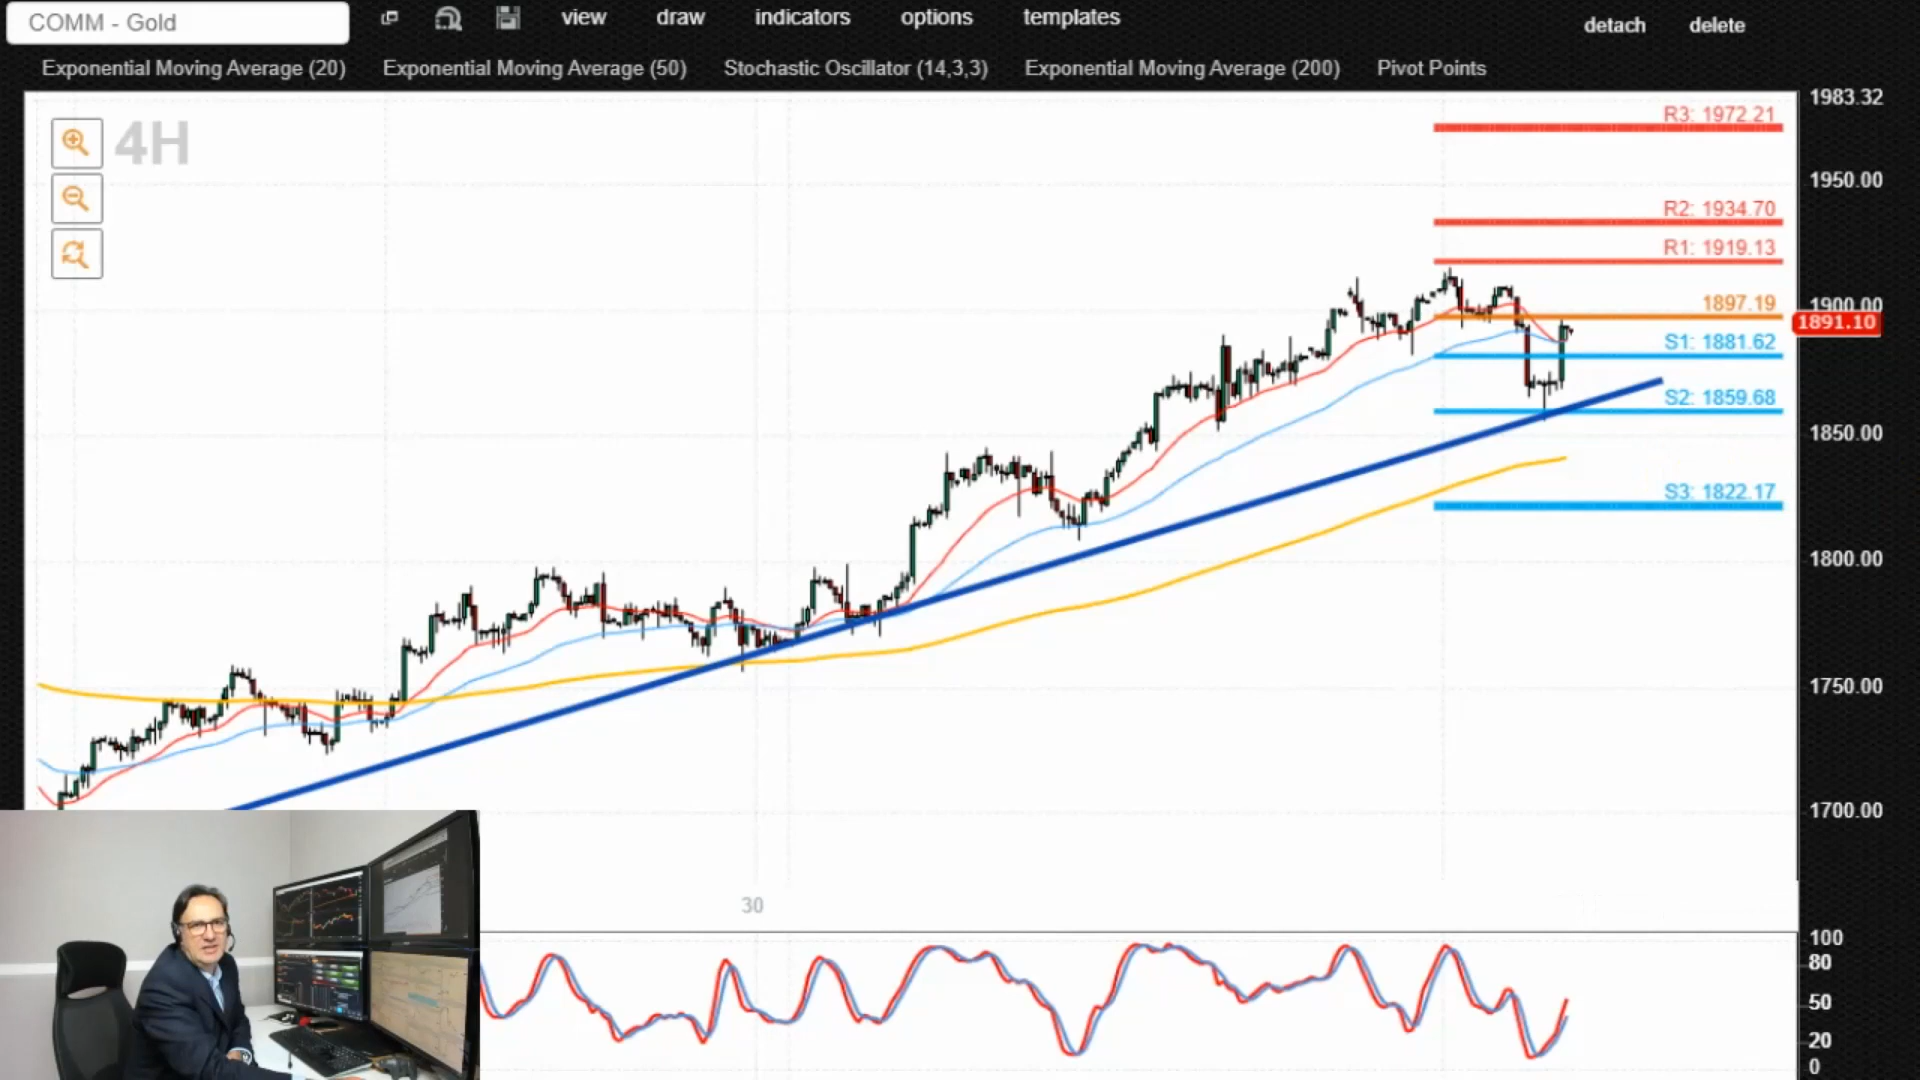 COMM - Gold
view draw indicators options templates
detach delete
Exponential Moving Average (20) Exponential Moving Average (50) Stochastic Oscillator (14,3,3) Exponential Moving Average (200) Pivot Points
4H
1983.32
R3: 1972.21
1950.00
R2: 1934.70
R1: 1919.13
1897.19
1900.00
1891.10
S1: 1881.62
S2: 1859.68
1850.00
S3: 1822.17
1800.00
1750.00
1700.00
30
100
80
50
20
0